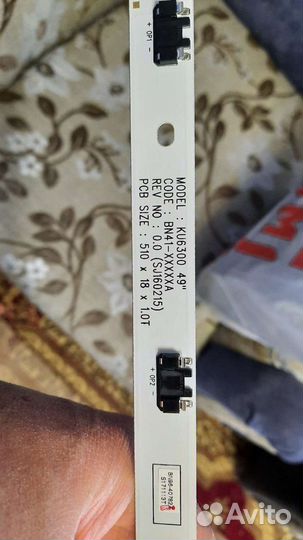 + OP1 -
MODEL : KU6300 49"
CODE : BN41-XXXXXA
REV NO : 0.0 (SJ160215)
PCB SIZE : 510 x 18 x 1.0T
+ OP2 -
Avito